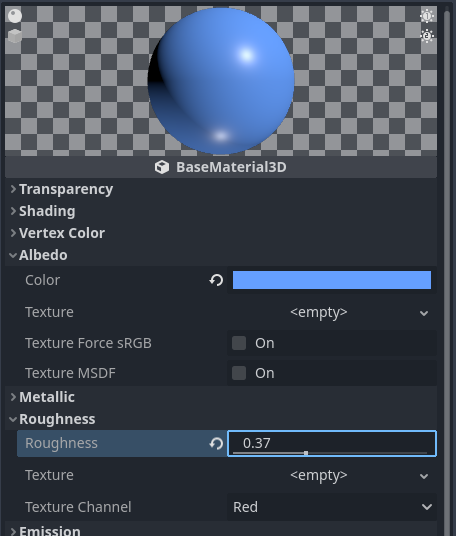 BaseMaterial3D
Transparency
Shading
Vertex Color
Albedo
Color
Texture <empty>
Texture Force sRGB On
Texture MSDF On
Metallic
Roughness
Roughness 0.37
Texture <empty>
Texture Channel Red
Emission